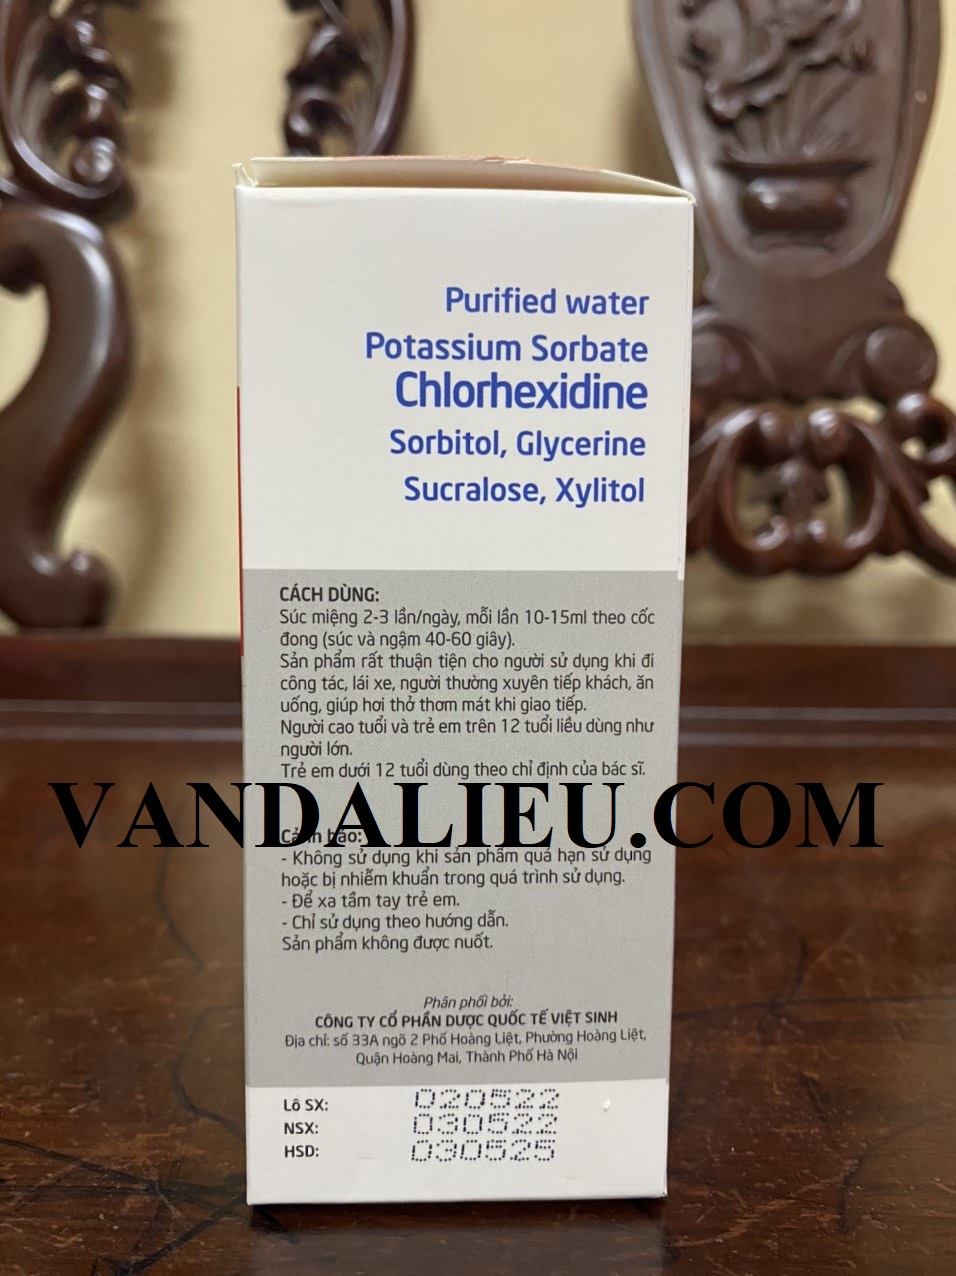 Purified water
Potassium Sorbate
Chlorhexidine
Sorbitol, Glycerine
Sucralose, Xylitol
CÁCH DÙNG:
Súc miệng 2-3 lần/ngày, mỗi lần 10-15ml theo cốc
đong (súc và ngậm 40-60 giây).
Sản phẩm rất thuận tiện cho người sử dụng khi đi
công tác, lái xe, người thường xuyên tiếp khách, ăn
uống, giúp hơi thở thơm mát khi giao tiếp.
Người cao tuổi và trẻ em trên 12 tuổi liều dùng như
người lớn.
Trẻ em dưới 12 tuổi dùng theo chỉ định của bác sĩ.
VANDALIEU.COM
Cảnh báo:
- Không sử dụng khi sản phẩm quá hạn sử dụng
hoặc bị nhiễm khuẩn trong quá trình sử dụng.
- Để xa tầm tay trẻ em.
- Chỉ sử dụng theo hướng dẫn.
Sản phẩm không được nuốt.
Phân phối bởi:
CÔNG TY CỔ PHẦN DƯỢC QUỐC TẾ VIỆT SINH
Địa chỉ: số 33A ngõ 2 Phố Hoàng Liệt, Phường Hoàng Liệt,
Quận Hoàng Mai, Thành Phố Hà Nội
Lô SX: 020522
NSX: 030522
HSD: 030525